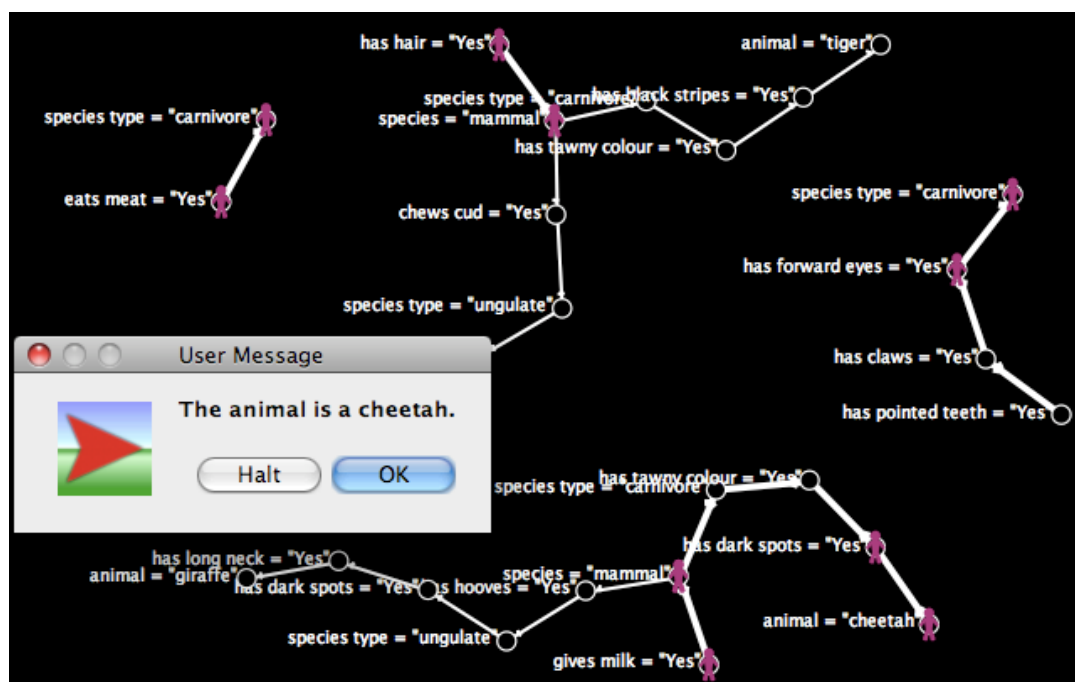 has hair = "Yes"
animal = "tiger"
species type = "carnivore"
has black stripes = "Yes"
species type = "carnivore"
species = "mammal"
has tawny colour = "Yes"
eats meat = "Yes"
species type = "carnivore"
chews cud = "Yes"
has forward eyes = "Yes"
species type = "ungulate"
User Message
has claws = "Yes"
The animal is a cheetah.
has pointed teeth = "Yes
Halt
OK
has tawny colour = "Yes"
species type = "carnivore
has long neck = "Yes"
has dark spots = "Yes"
animal = "giraffe"
species = "mammal"
has dark spots = "Yes"
has hooves = "Yes"
animal = "cheetah"
species type = "ungulate"
gives milk = "Yes"